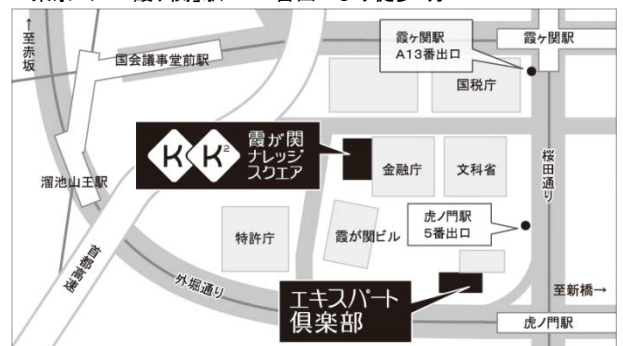 ←至赤坂
国会議事堂前駅
霞ヶ関駅
A13番出口
霞ヶ関駅
国税庁
K K²
霞が関
ナレッジ
スクエア
金融庁
文科省
桜田通り
溜池山王駅
特許庁
霞が関ビル
虎ノ門駅
5番出口
首都高速
外堀通り
エキスパート
倶楽部
至新橋→
虎ノ門駅